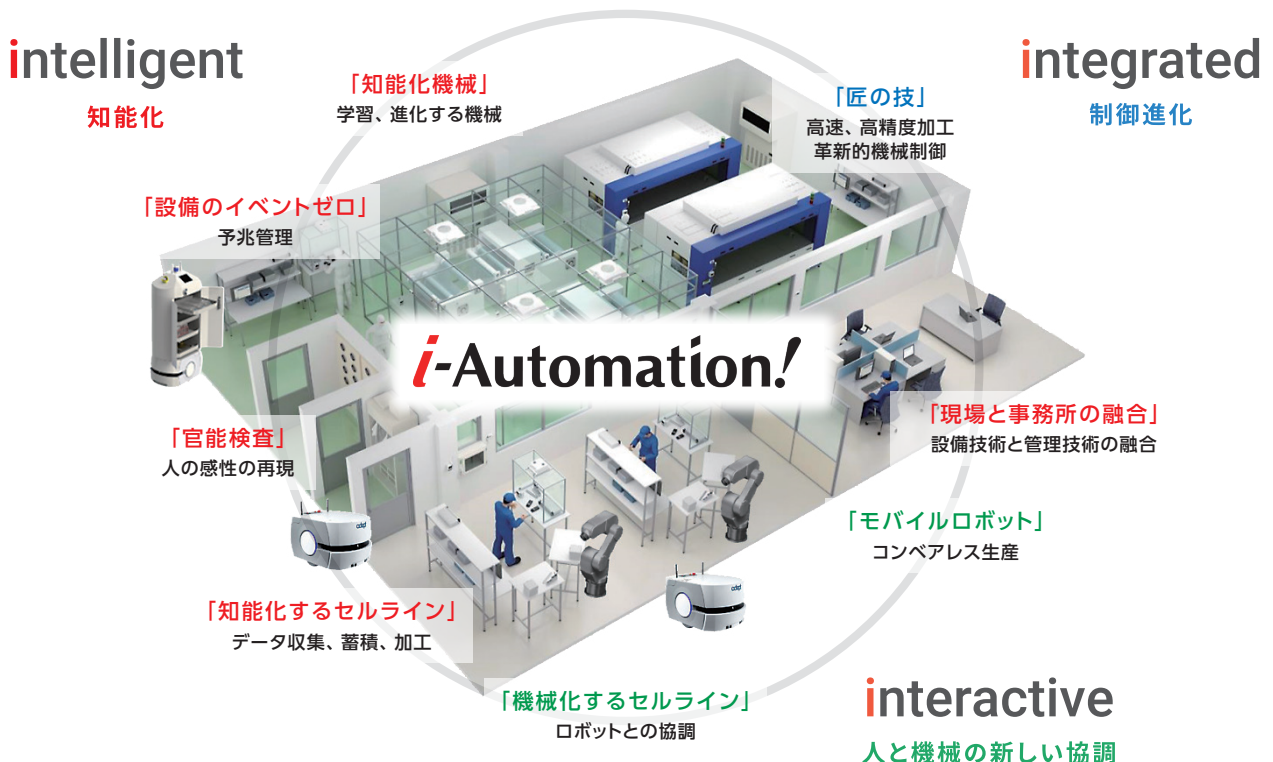 intelligent
知能化
integrated
制御進化
「知能化機械」
学習、進化する機械
「匠の技」
高速、高精度加工
革新的機械制御
「設備のイベントゼロ」
予兆管理
i-Automation!
「官能検査」
人の感性の再現
「現場と事務所の融合」
設備技術と管理技術の融合
「モバイルロボット」
コンベアレス生産
「知能化するセルライン」
データ収集、蓄積、加工
「機械化するセルライン」
ロボットとの協調
interactive
人と機械の新しい協調
adept
adept